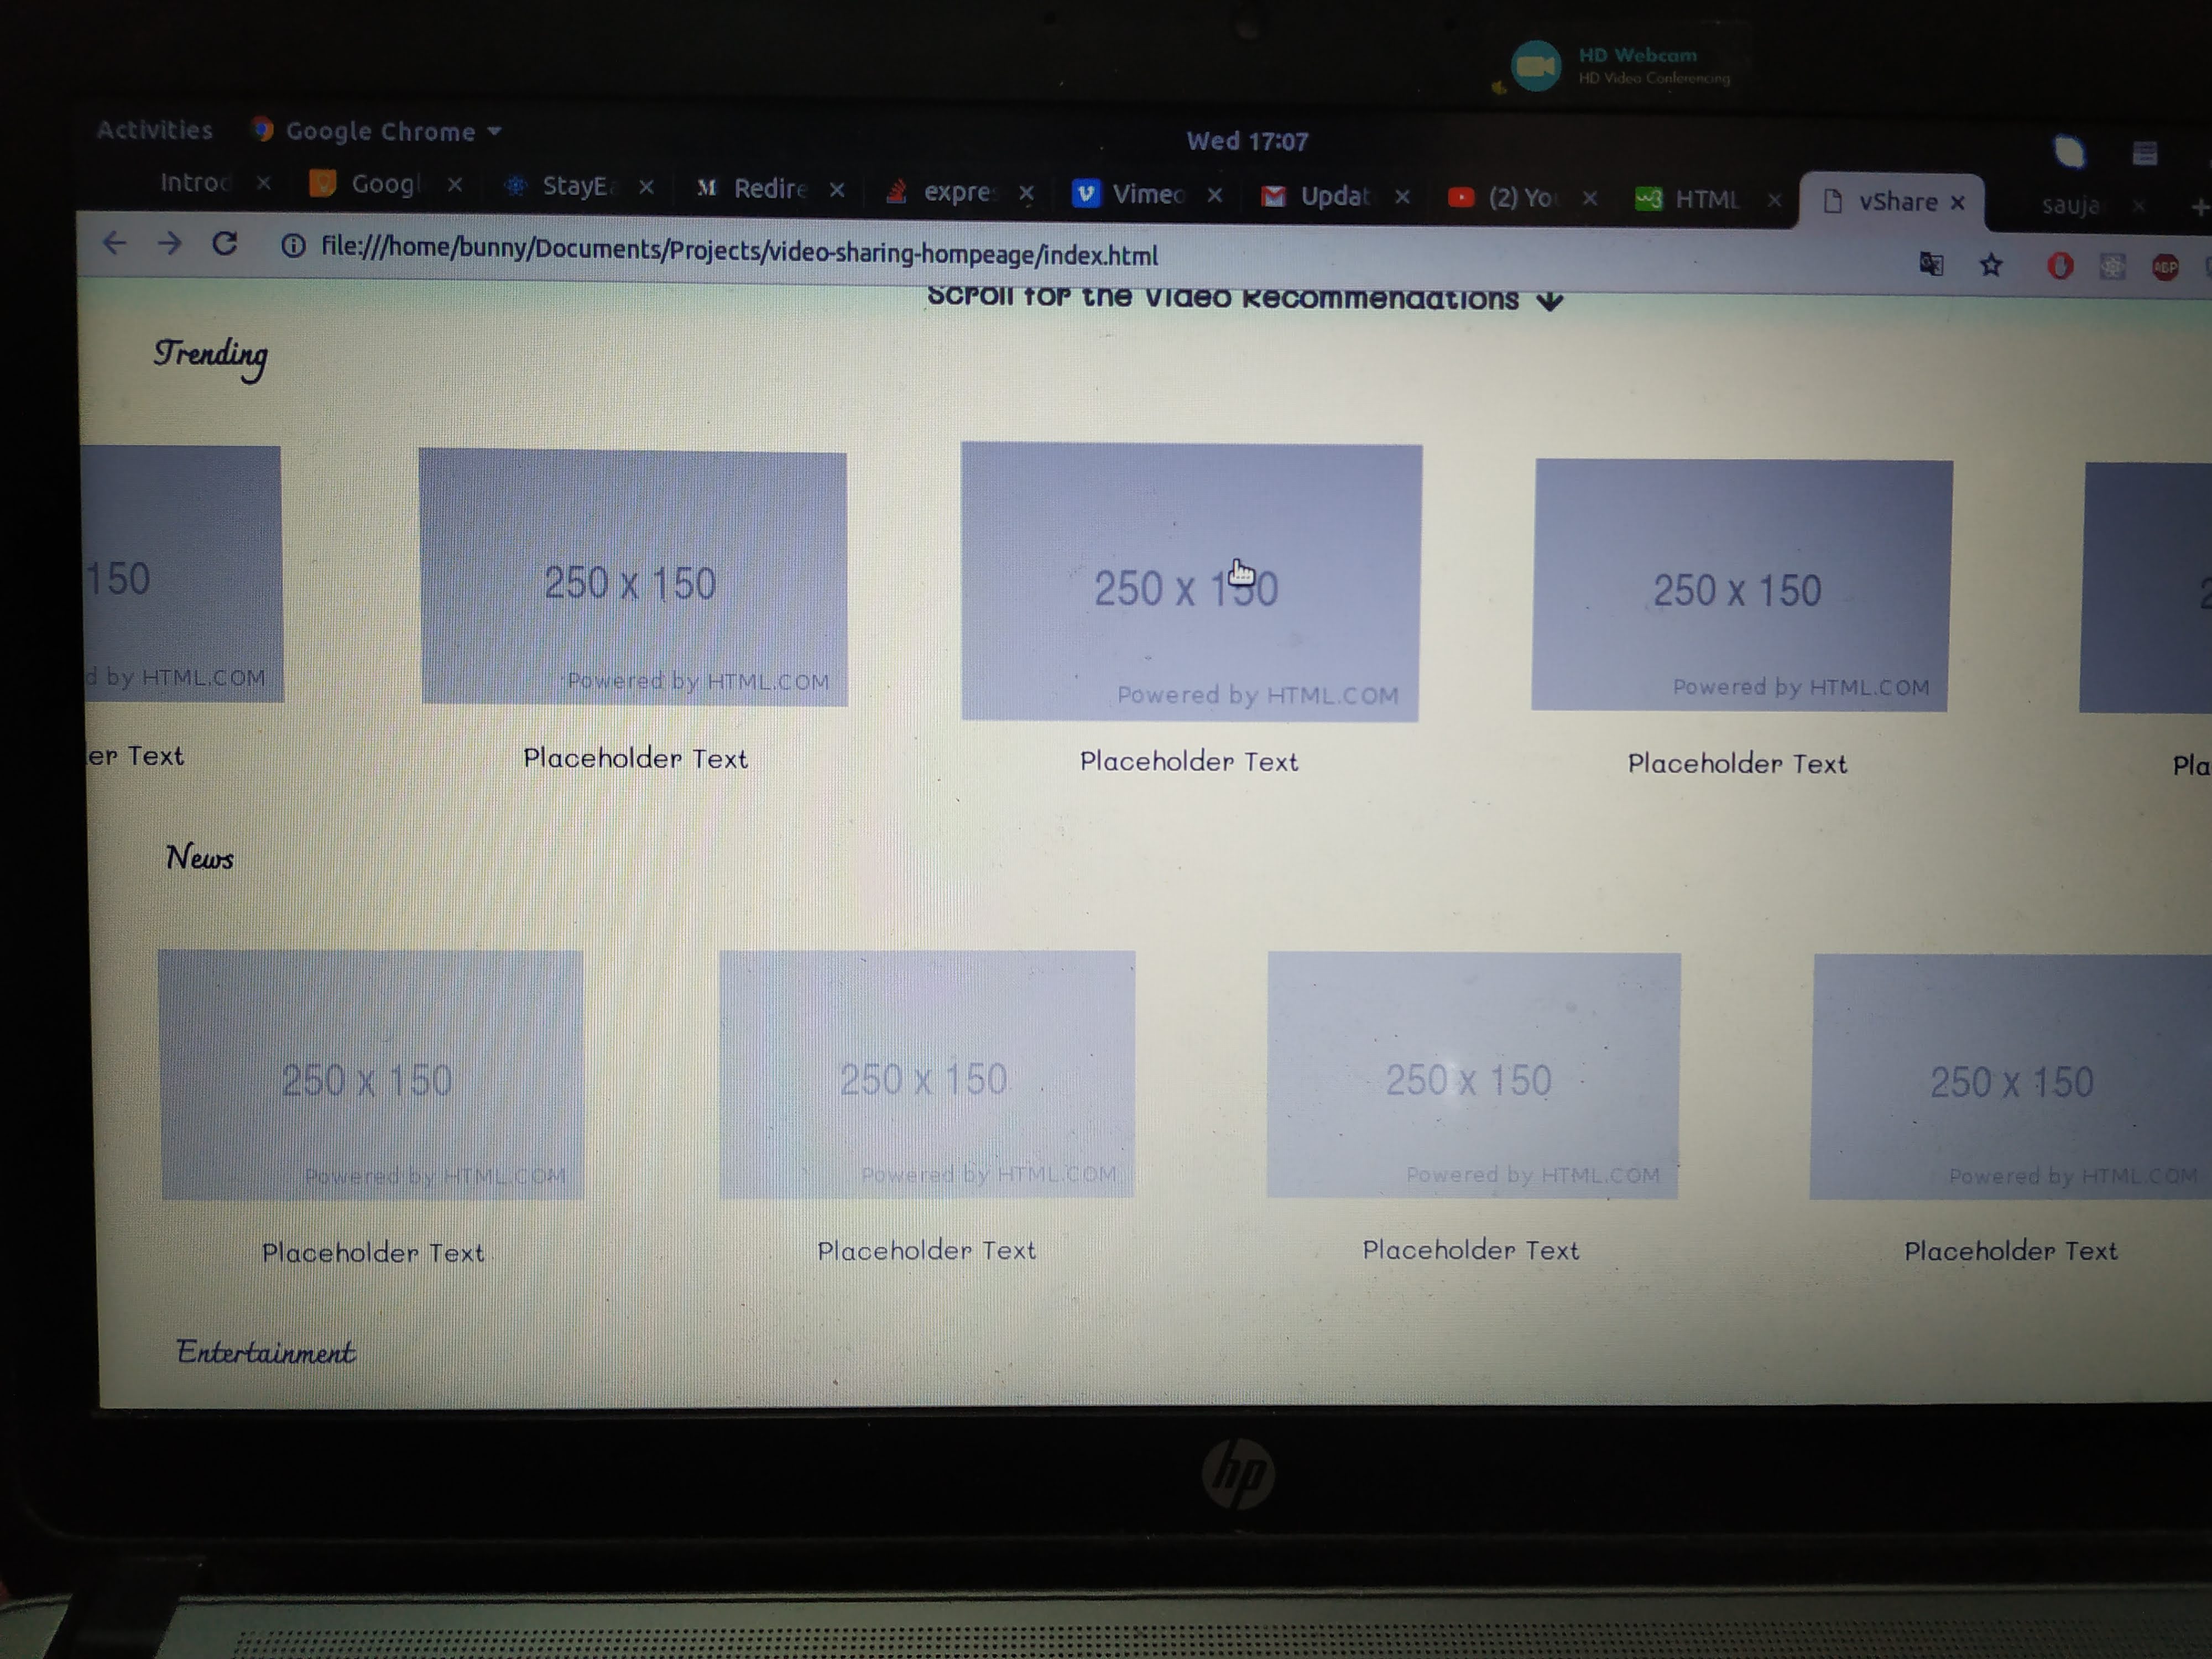 HD Webcam
HD Video Conferencing
Activities Google Chrome Wed 17:07
Introd Googl StayEa Redire expres Vimeo Updat (2) Yo HTML vShare sauja
file:///home/bunny/Documents/Projects/video-sharing-hompeage/index.html
ABP
Scroll for the Video Recommendations
Trending
150 250 x 150 250 x 150 250 x 150 2
d by HTML.COM Powered by HTML.COM Powered by HTML.COM Powered by HTML.COM
er Text Placeholder Text Placeholder Text Placeholder Text Pla
News
250 x 150 250 x 150 250 x 150 250 x 150
Powered by HTML.COM Powered by HTML.COM Powered by HTML.COM Powered by HTML.COM
Placeholder Text Placeholder Text Placeholder Text Placeholder Text
Entertainment
hp